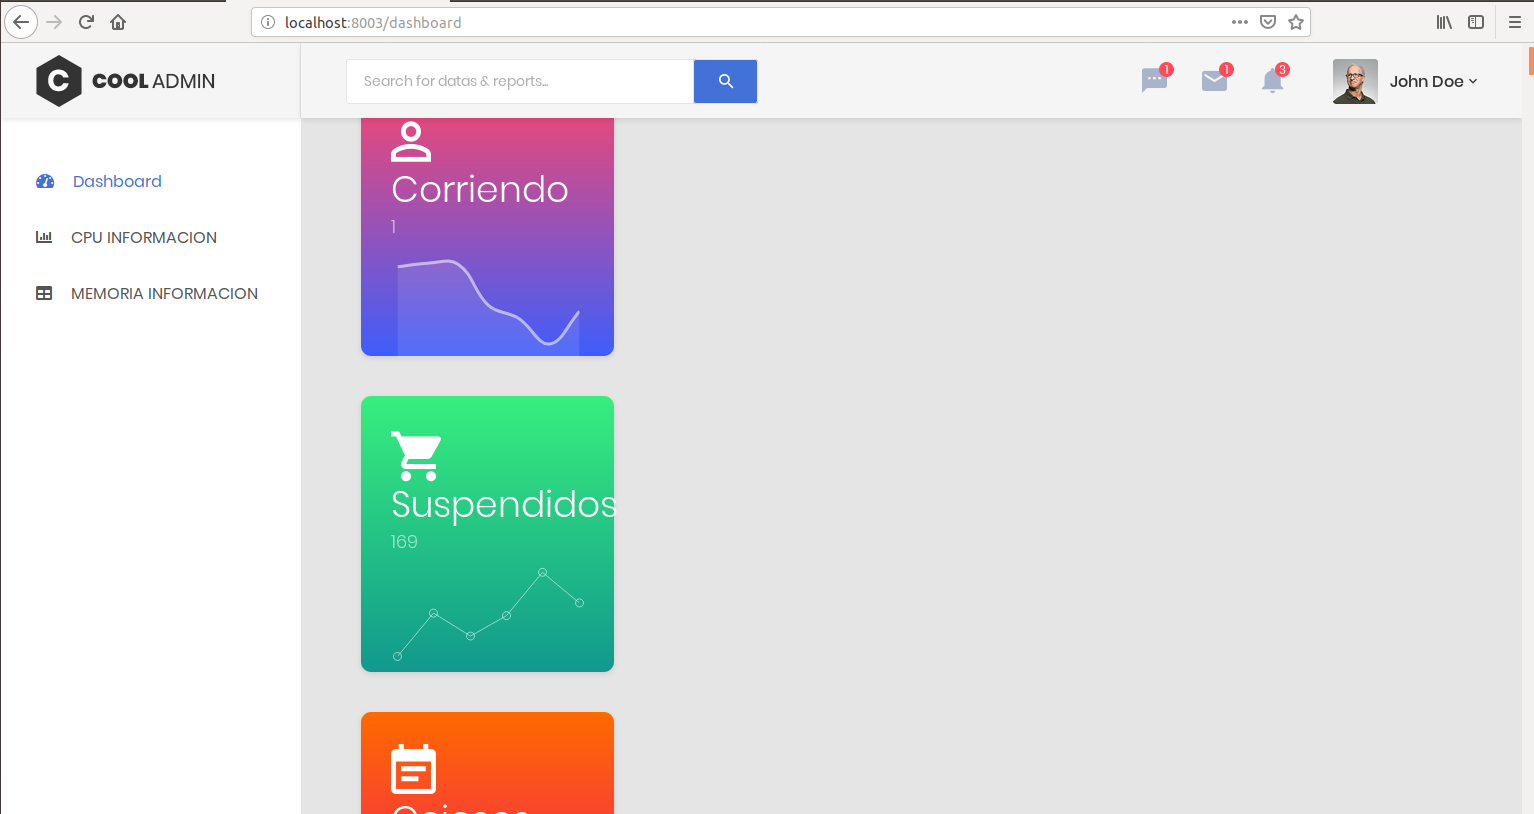 localhost:8003/dashboard
C COOL ADMIN
Search for datas & reports...
1
1
3
John Doe
Dashboard
CPU INFORMACION
MEMORIA INFORMACION
Corriendo
1
Suspendidos
169